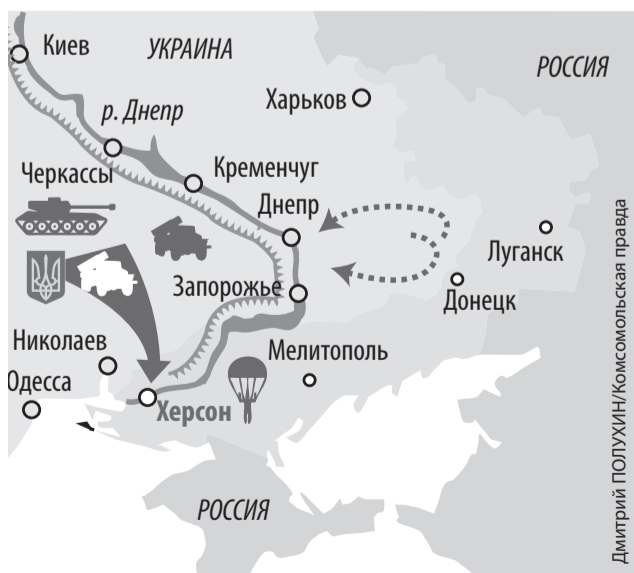 Киев
УКРАИНА
РОССИЯ
Харьков
р. Днепр
Черкассы
Кременчуг
Днепр
Луганск
Запорожье
Донецк
Николаев
Мелитополь
Одесса
Херсон
РОССИЯ
Дмитрий ПОЛУХИН/Комсомольская правда